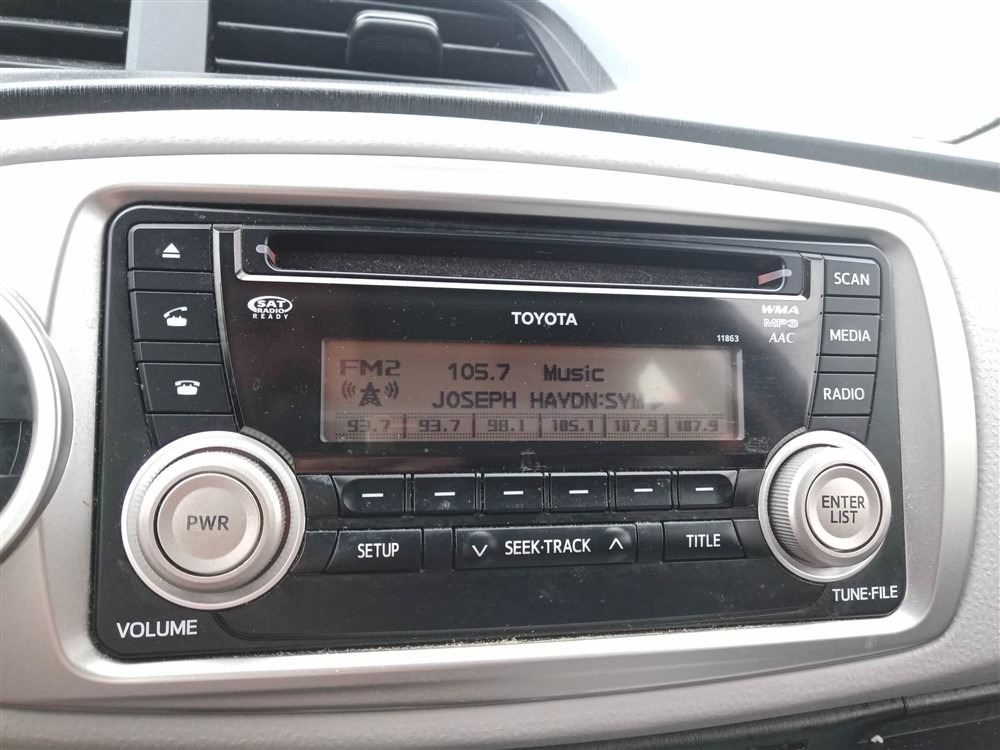 SCAN
SAT
RADIO
READY
TOYOTA
WMA
MP3
AAC
11863
MEDIA
FM2 105.7 Music
JOSEPH HAYDN:SYM
RADIO
93.7 93.7 98.1 105.1 107.9 107.9
PWR
ENTER
LIST
SETUP
SEEK·TRACK
TITLE
VOLUME
TUNE·FILE